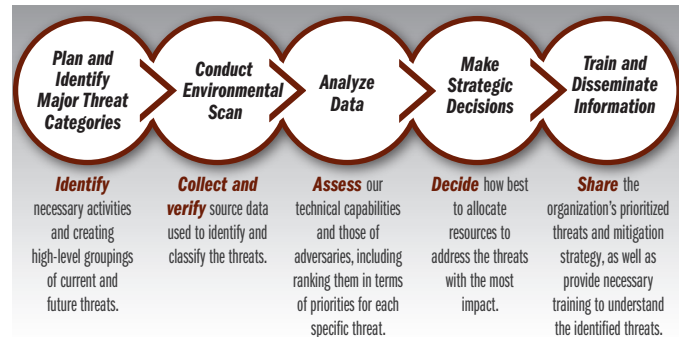 Plan and
Identify
Major Threat
Categories
Conduct
Environmental
Scan
Analyze
Data
Make
Strategic
Decisions
Train and
Disseminate
Information
Identify
necessary activities
and creating
high-level groupings
of current and
future threats.
Collect and
verify source data
used to identify and
classify the threats.
Assess our
technical capabilities
and those of
adversaries, including
ranking them in terms
of priorities for each
specific threat.
Decide how best
to allocate
resources to
address the threats
with the most
impact.
Share the
organization's prioritized
threats and mitigation
strategy, as well as
provide necessary
training to understand
the identified threats.